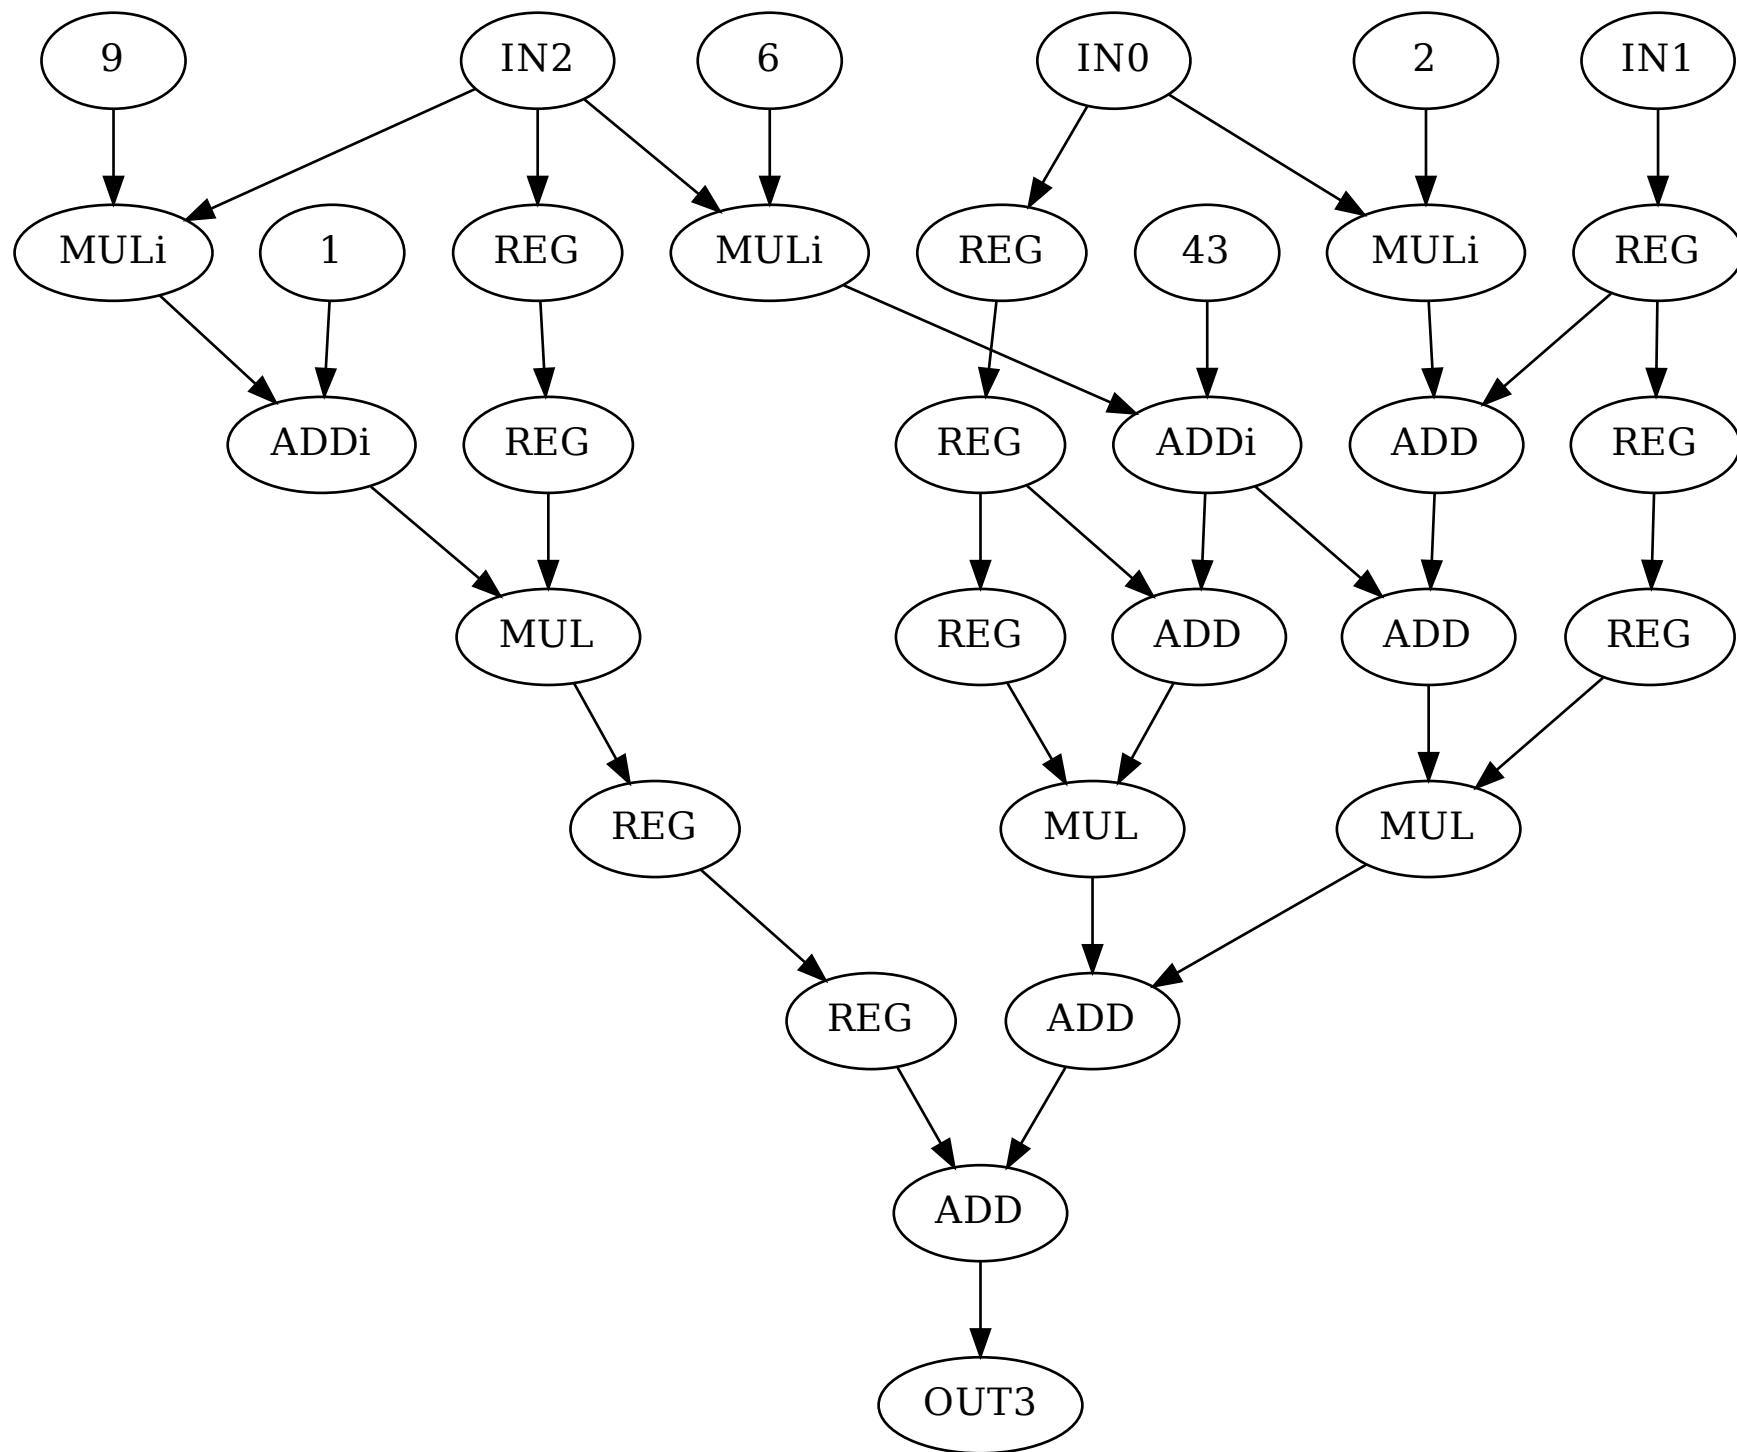 9 IN2 6 IN0 2 IN1
MULi 1 REG MULi REG 43 MULi REG
ADDi REG REG ADDi ADD REG
MUL REG ADD ADD REG
REG MUL MUL
REG ADD
ADD
OUT3